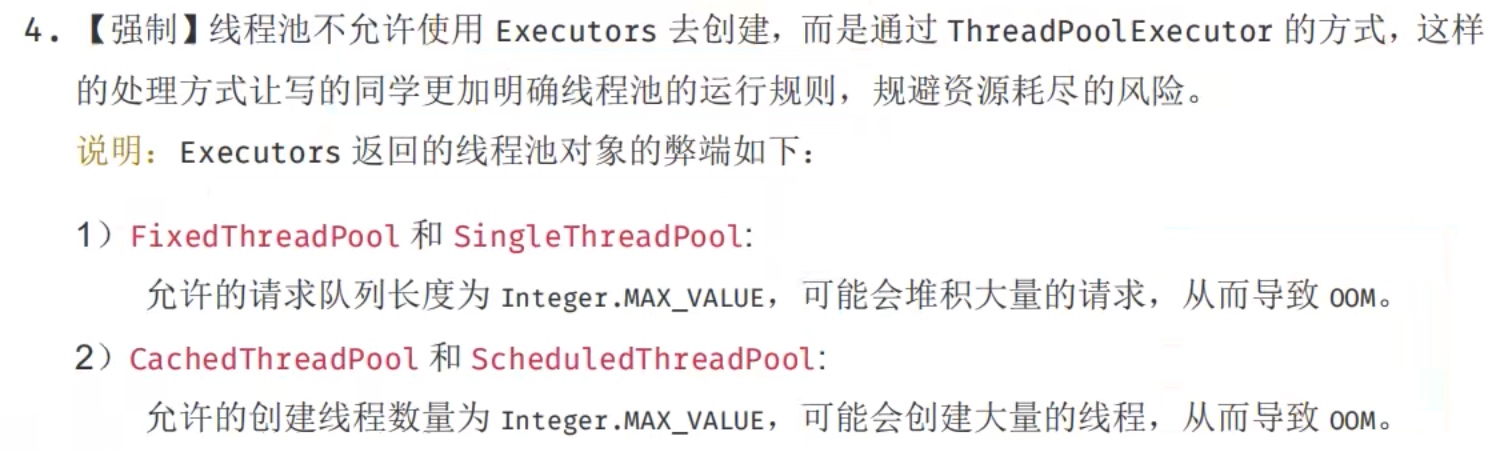 4. 【强制】线程池不允许使用 Executors 去创建，而是通过 ThreadPoolExecutor 的方式，这样
的处理方式让写的同学更加明确线程池的运行规则，规避资源耗尽的风险。
说明：Executors 返回的线程池对象的弊端如下：
1）FixedThreadPool 和 SingleThreadPool:
允许的请求队列长度为 Integer.MAX_VALUE，可能会堆积大量的请求，从而导致 OOM。
2）CachedThreadPool 和 ScheduledThreadPool:
允许的创建线程数量为 Integer.MAX_VALUE，可能会创建大量的线程，从而导致 OOM。